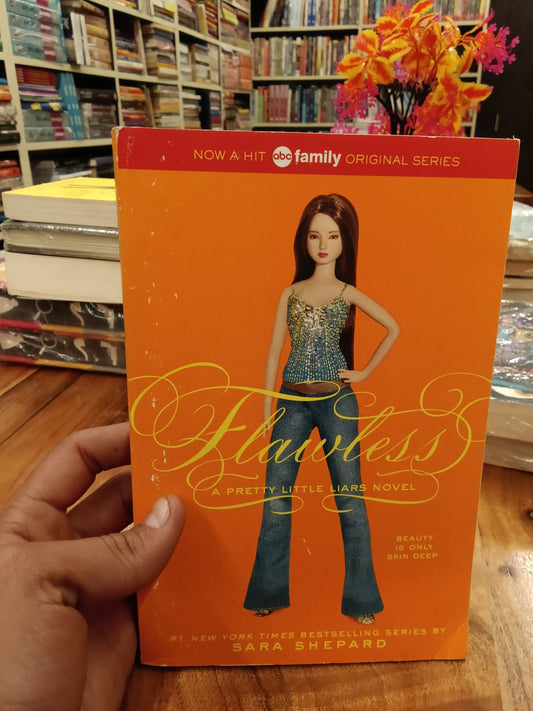 NOW A HIT abc family ORIGINAL SERIES
Flawless
A PRETTY LITTLE LIARS NOVEL
BEAUTY
IS ONLY
SKIN DEEP
#1 NEW YORK TIMES BESTSELLING SERIES BY
SARA SHEPARD